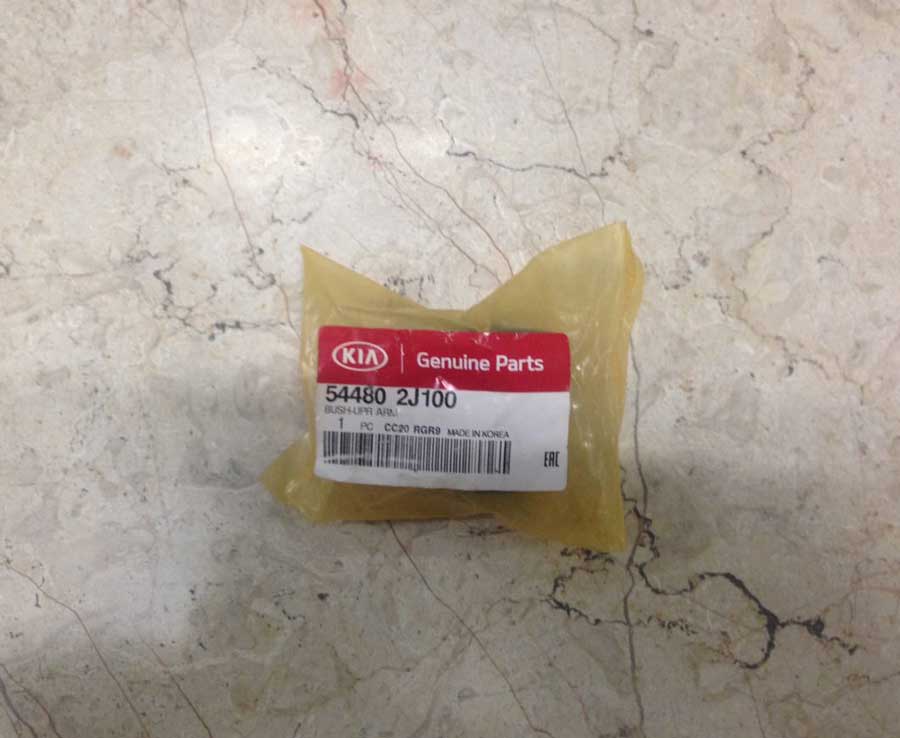 KIA Genuine Parts
54480 2J100
BUSH-UPR ARM
1 PC CC20 RGR9 MADE IN KOREA
EAC